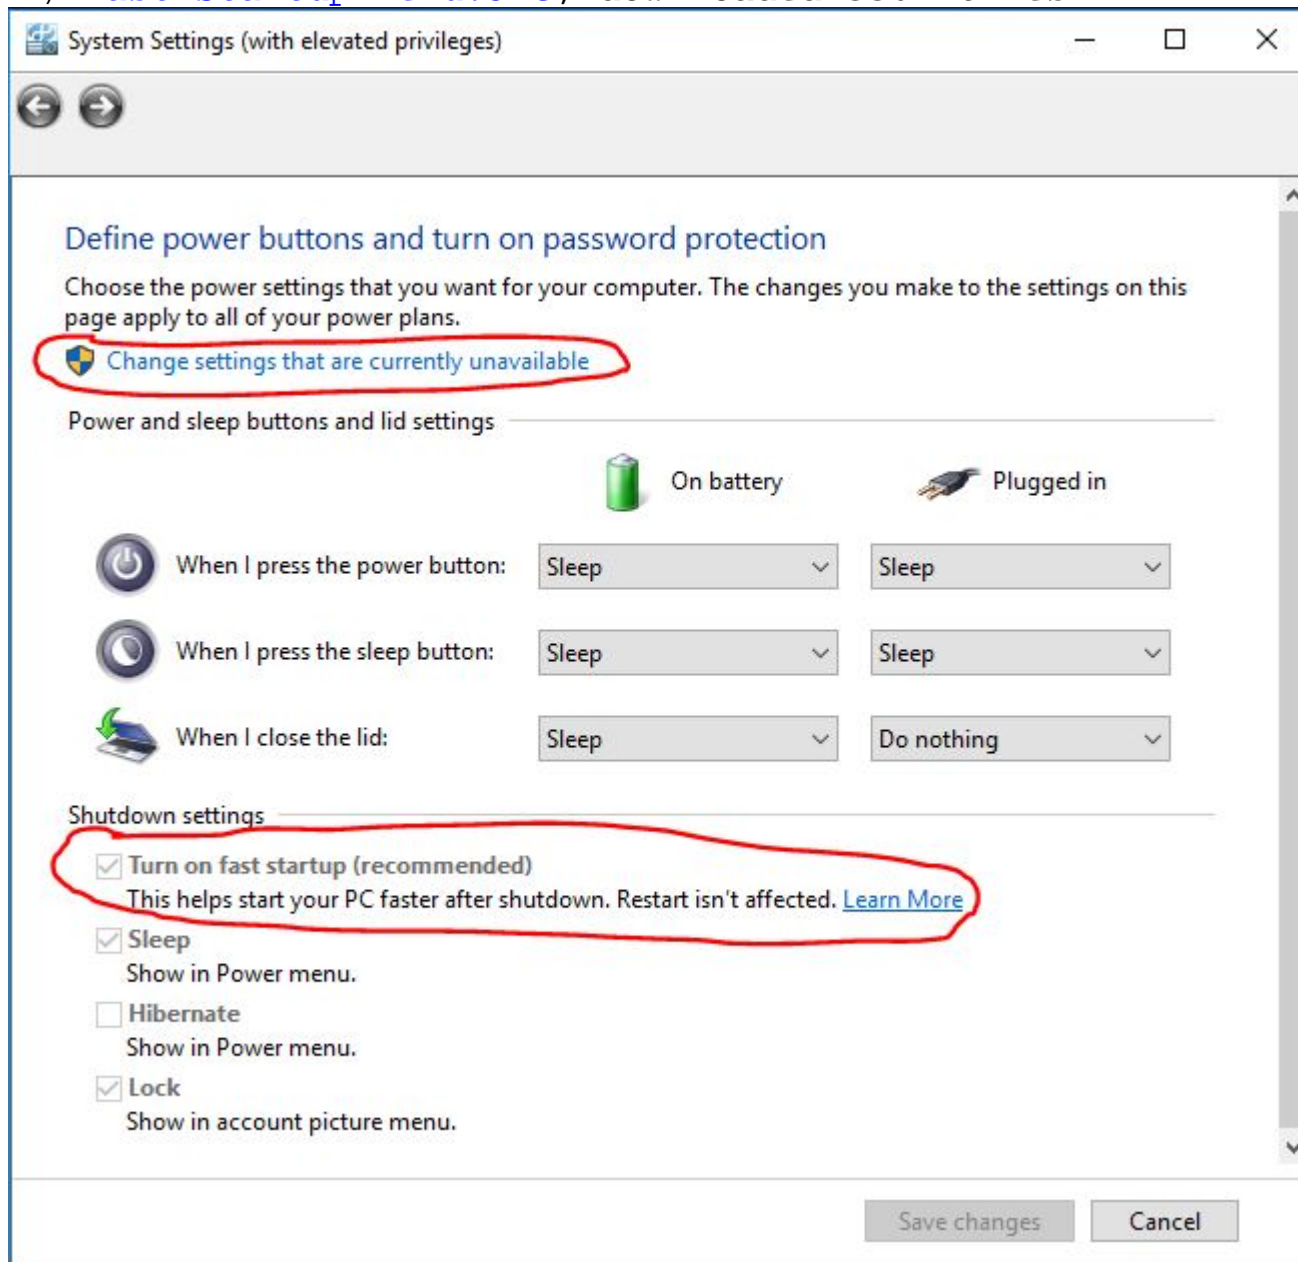 System Settings (with elevated privileges)
Define power buttons and turn on password protection
Choose the power settings that you want for your computer. The changes you make to the settings on this
page apply to all of your power plans.
Change settings that are currently unavailable
Power and sleep buttons and lid settings
On battery Plugged in
When I press the power button: Sleep Sleep
When I press the sleep button: Sleep Sleep
When I close the lid: Sleep Do nothing
Shutdown settings
Turn on fast startup (recommended)
This helps start your PC faster after shutdown. Restart isn't affected. Learn More
Sleep
Show in Power menu.
Hibernate
Show in Power menu.
Lock
Show in account picture menu.
Save changes Cancel